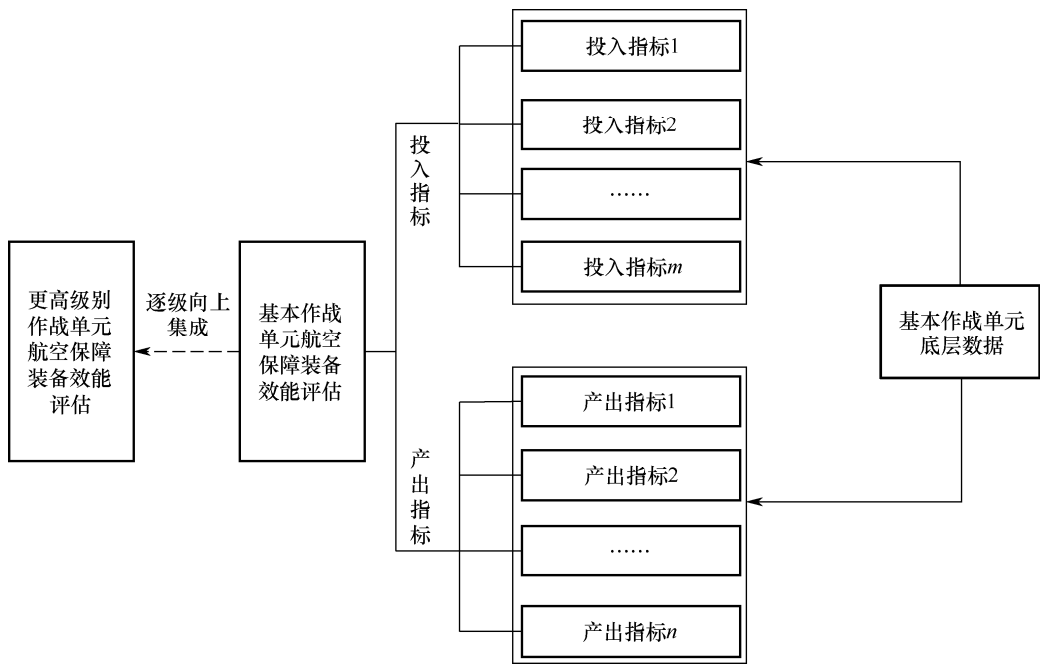 更高级别
作战单元
航空保障
装备效能
评估
逐级向上
集成
基本作战
单元航空
保障装备
效能评估
投入指标
投入指标1
投入指标2
……
投入指标m
产出指标
产出指标1
产出指标2
……
产出指标n
基本作战单元
底层数据